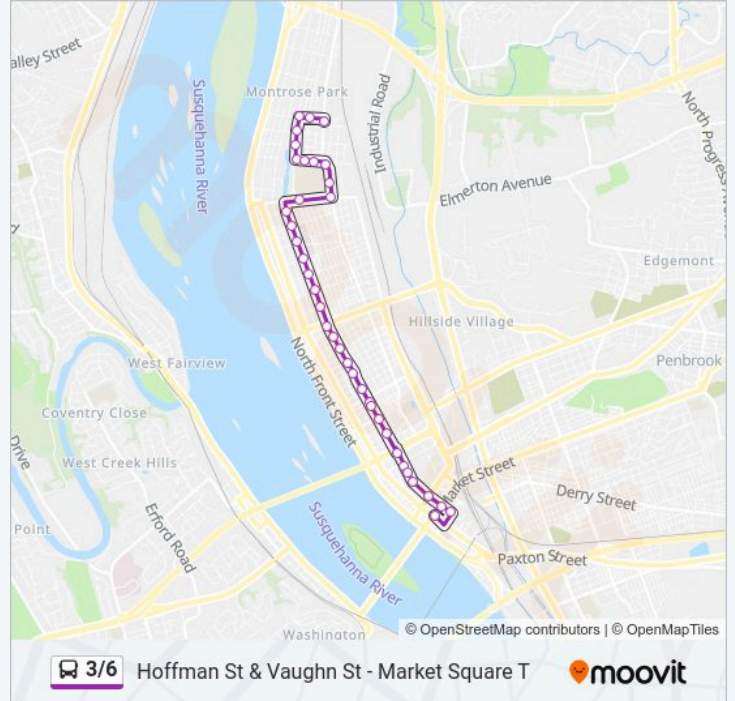 alley Street
Montrose Park
Susquehanna River
Industrial Road
North Progress
Elmerton Avenue
Edgemont
Hillside Village
West Fairview
Penbrook
North Front Street
Coventry Close
Drive
West Creek Hills
Market Street
Derry Street
Point
Erford Road
Susquehanna River
Paxton Street
Washington
© OpenStreetMap contributors | © OpenMapTiles
3/6 Hoffman St & Vaughn St - Market Square T
moovit